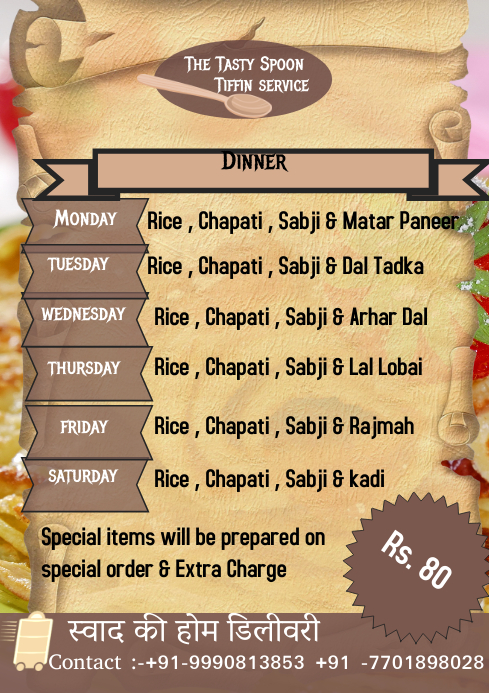 The Tasty Spoon
Tiffin service
Dinner
Monday Rice , Chapati , Sabji & Matar Paneer
Tuesday Rice , Chapati , Sabji & Dal Tadka
Wednesday Rice , Chapati , Sabji & Arhar Dal
Thursday Rice , Chapati , Sabji & Lal Lobai
Friday Rice , Chapati , Sabji & Rajmah
Saturday Rice , Chapati , Sabji & kadi
Special items will be prepared on
special order & Extra Charge
Rs. 80
स्वाद की होम डिलीवरी
Contact :-+91-9990813853 +91 -7701898028